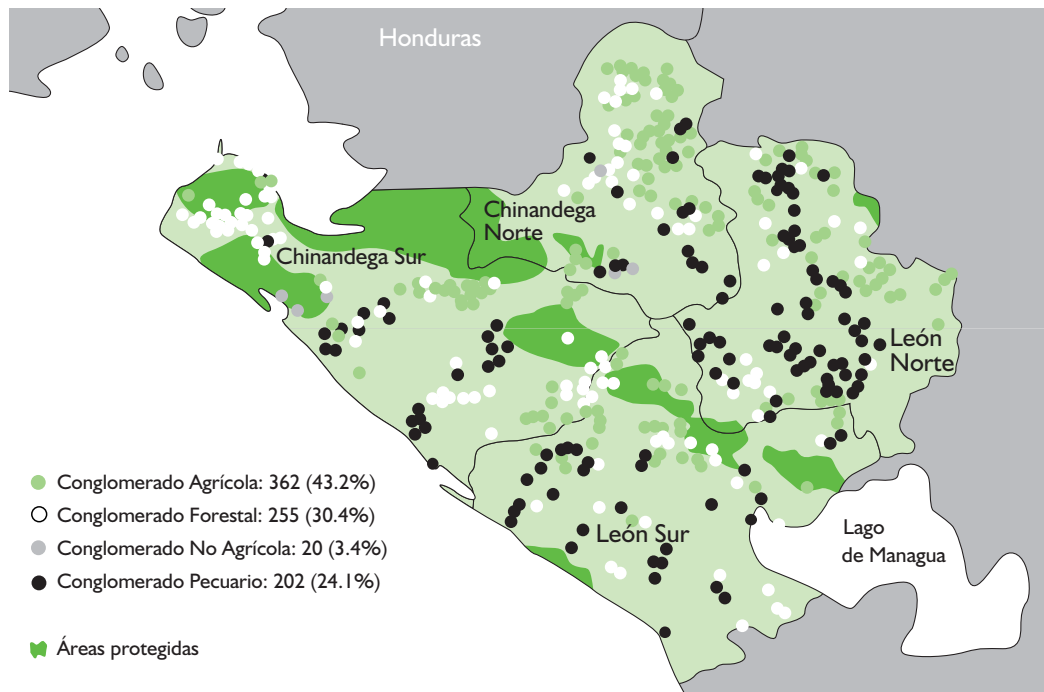 Honduras
Chinandega
Norte
Chinandega Sur
León
Norte
León Sur
Lago
de Managua
Conglomerado Agrícola: 362 (43.2%)
Conglomerado Forestal: 255 (30.4%)
Conglomerado No Agrícola: 20 (3.4%)
Conglomerado Pecuario: 202 (24.1%)
Áreas protegidas